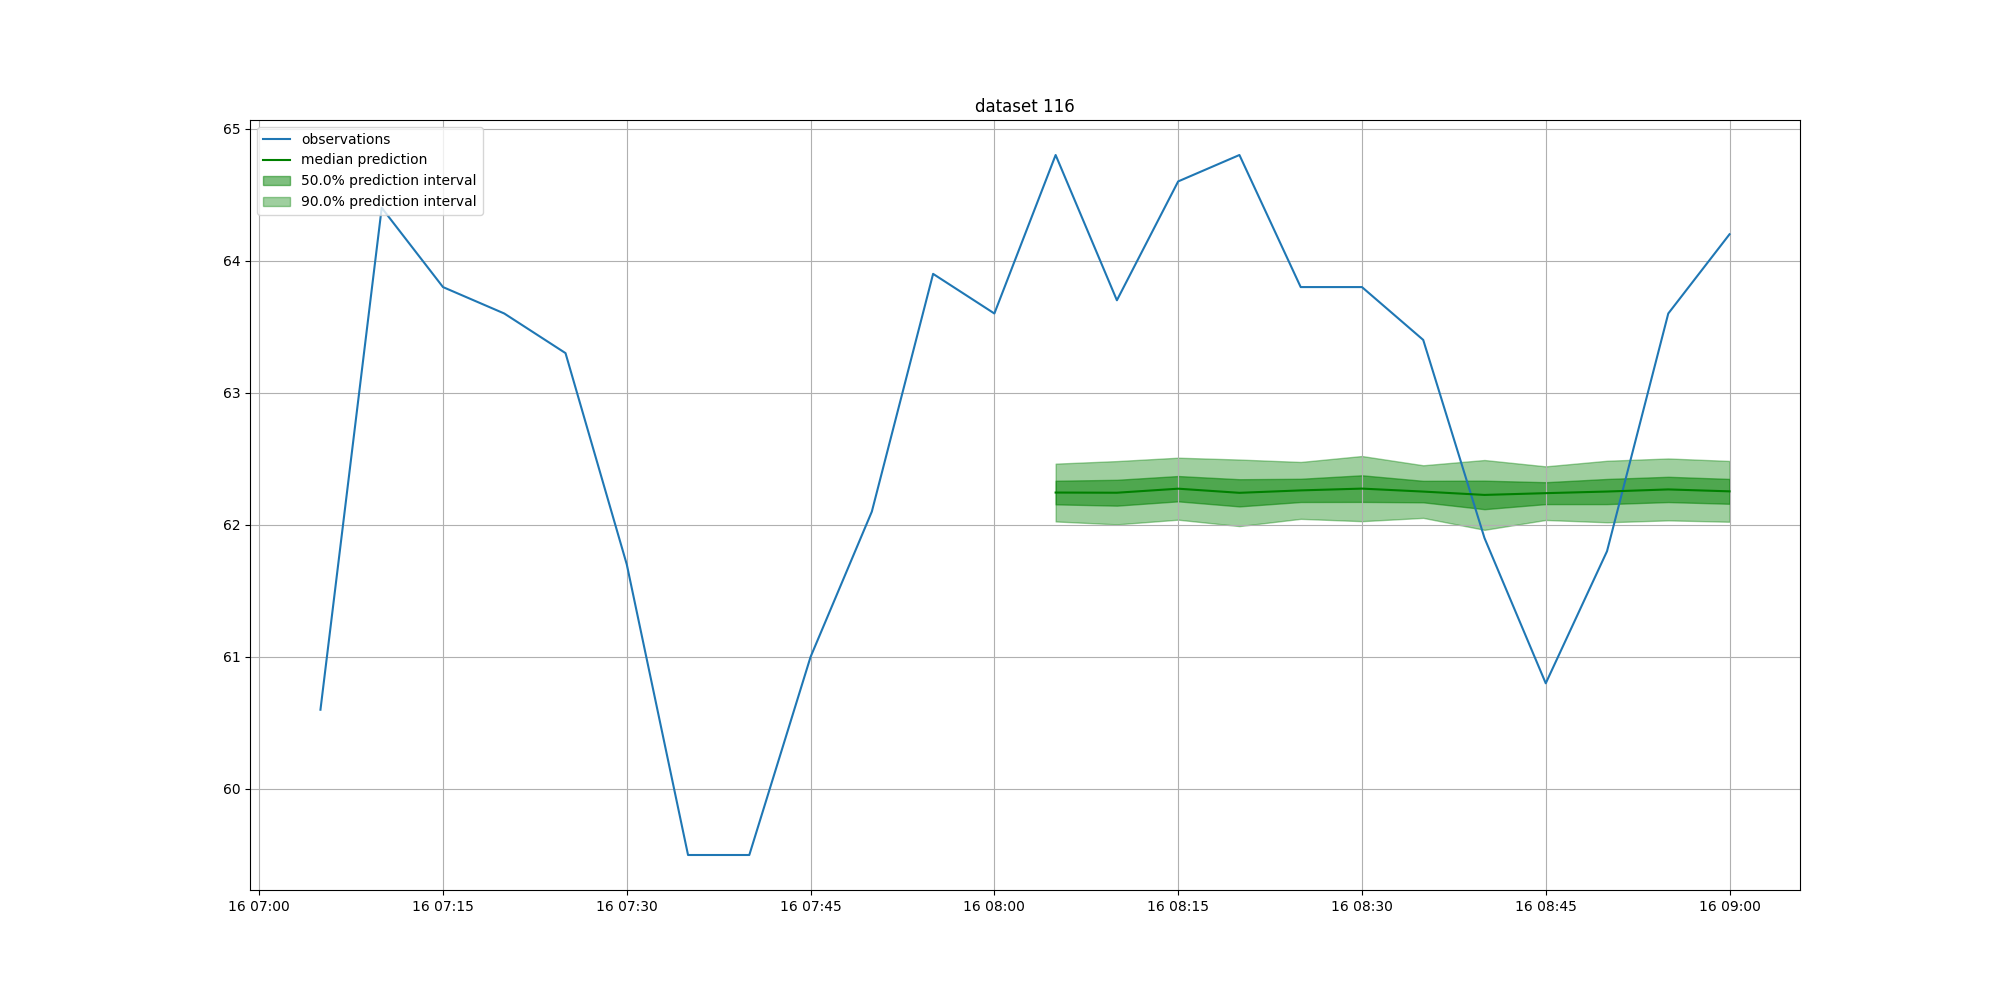 dataset 116
observations
median prediction
50.0% prediction interval
90.0% prediction interval
65
64
63
62
61
60
16 07:00 16 07:15 16 07:30 16 07:45 16 08:00 16 08:15 16 08:30 16 08:45 16 09:00